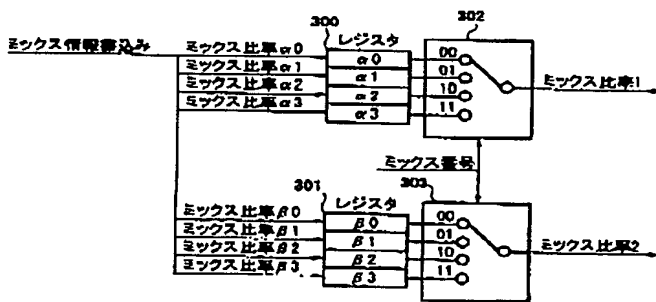 ミックス情報書込み
ミックス比率α0
ミックス比率α1
ミックス比率α2
ミックス比率α3
300
レジスタ
α0
α1
α2
α3
302
00
01
10
11
ミックス比率1
ミックス番号
301
レジスタ
303
ミックス比率β0
ミックス比率β1
ミックス比率β2
ミックス比率β3
β0
β1
β2
β3
00
01
10
11
ミックス比率2